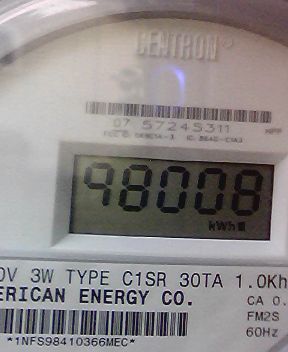 CENTRON®
07 57245311
98008
kWh
0V 3W TYPE C1SR 30TA 1.0Kh
ERICAN ENERGY CO.
CA 0.
FM2S
60Hz
*1NFS98410366MEC*